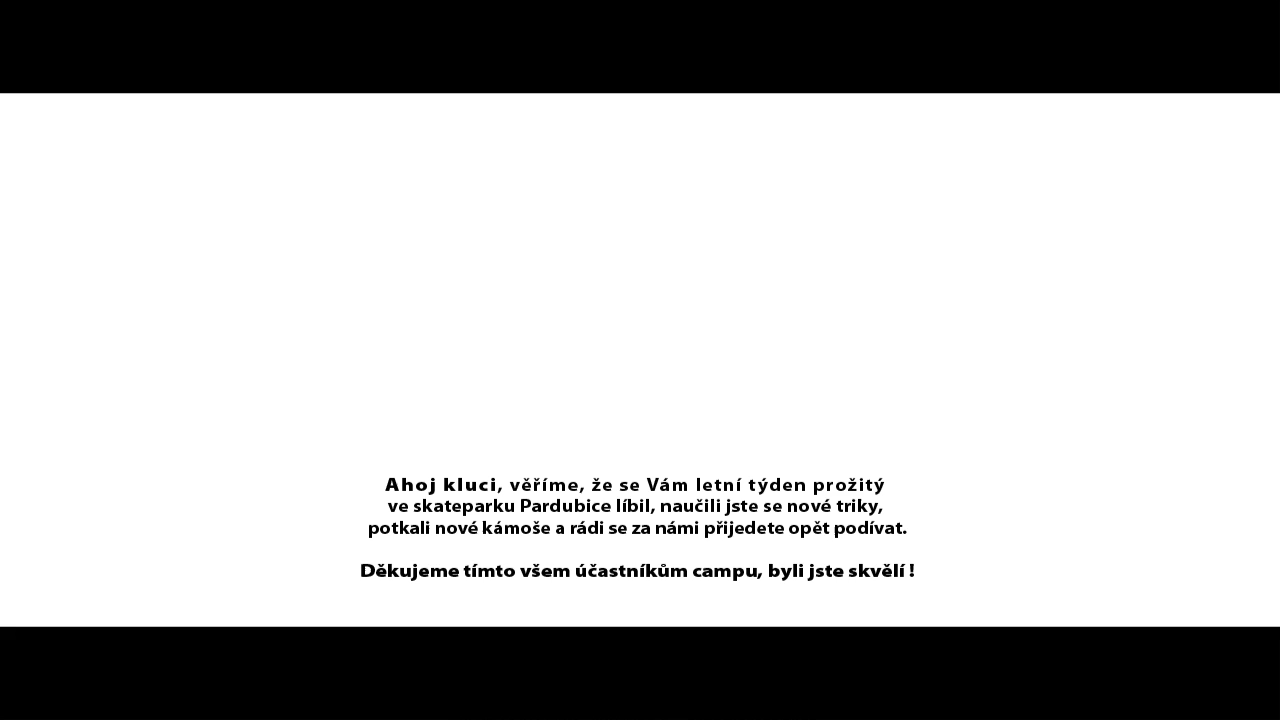 Ahoj kluci, věříme, že se Vám letní týden prožitý
ve skateparku Pardubice líbil, naučili jste se nové triky,
potkali nové kámoše a rádi se za námi přijedete opět podívat.
Děkujeme tímto všem účastníkům campu, byli jste skvělí !